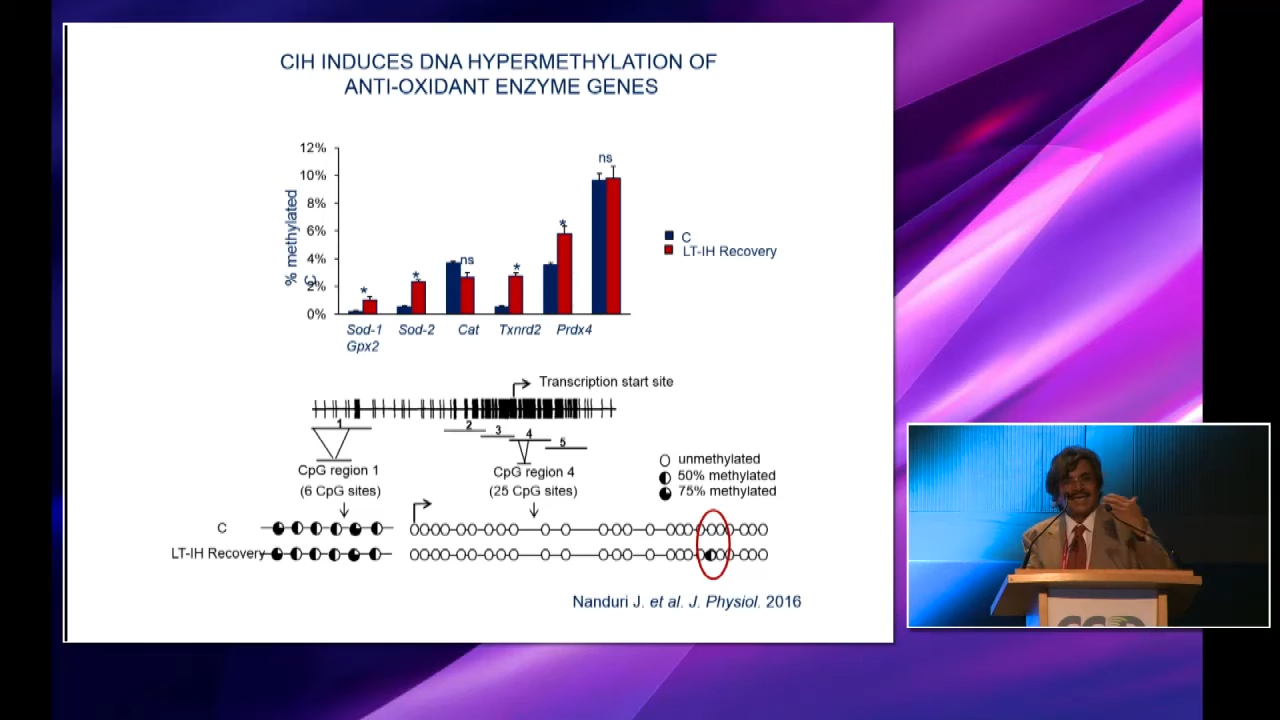 CIH INDUCES DNA HYPERMETHYLATION OF
ANTI-OXIDANT ENZYME GENES
12%
10%
8%
6%
4%
2%
0%
% methylated
C
*
*
ns
*
*
ns
Sod-1 Sod-2 Cat Txnrd2 Prdx4
Gpx2
C
LT-IH Recovery
Transcription start site
1 2 3 4 5
CpG region 1
(6 CpG sites)
CpG region 4
(25 CpG sites)
unmethylated
50% methylated
75% methylated
C
LT-IH Recovery
Nanduri J. et al. J. Physiol. 2016